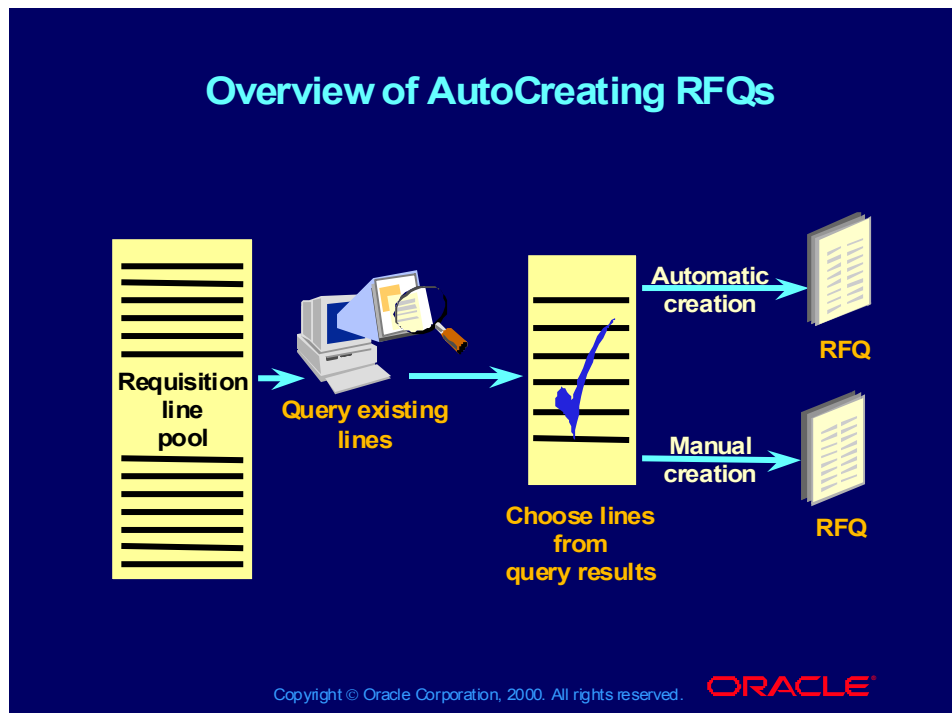 Overview of AutoCreating RFQs
Requisition
line
pool
Query existing
lines
Choose lines
from
query results
Automatic
creation
RFQ
Manual
creation
RFQ
Copyright © Oracle Corporation, 2000. All rights reserved.
ORACLE®